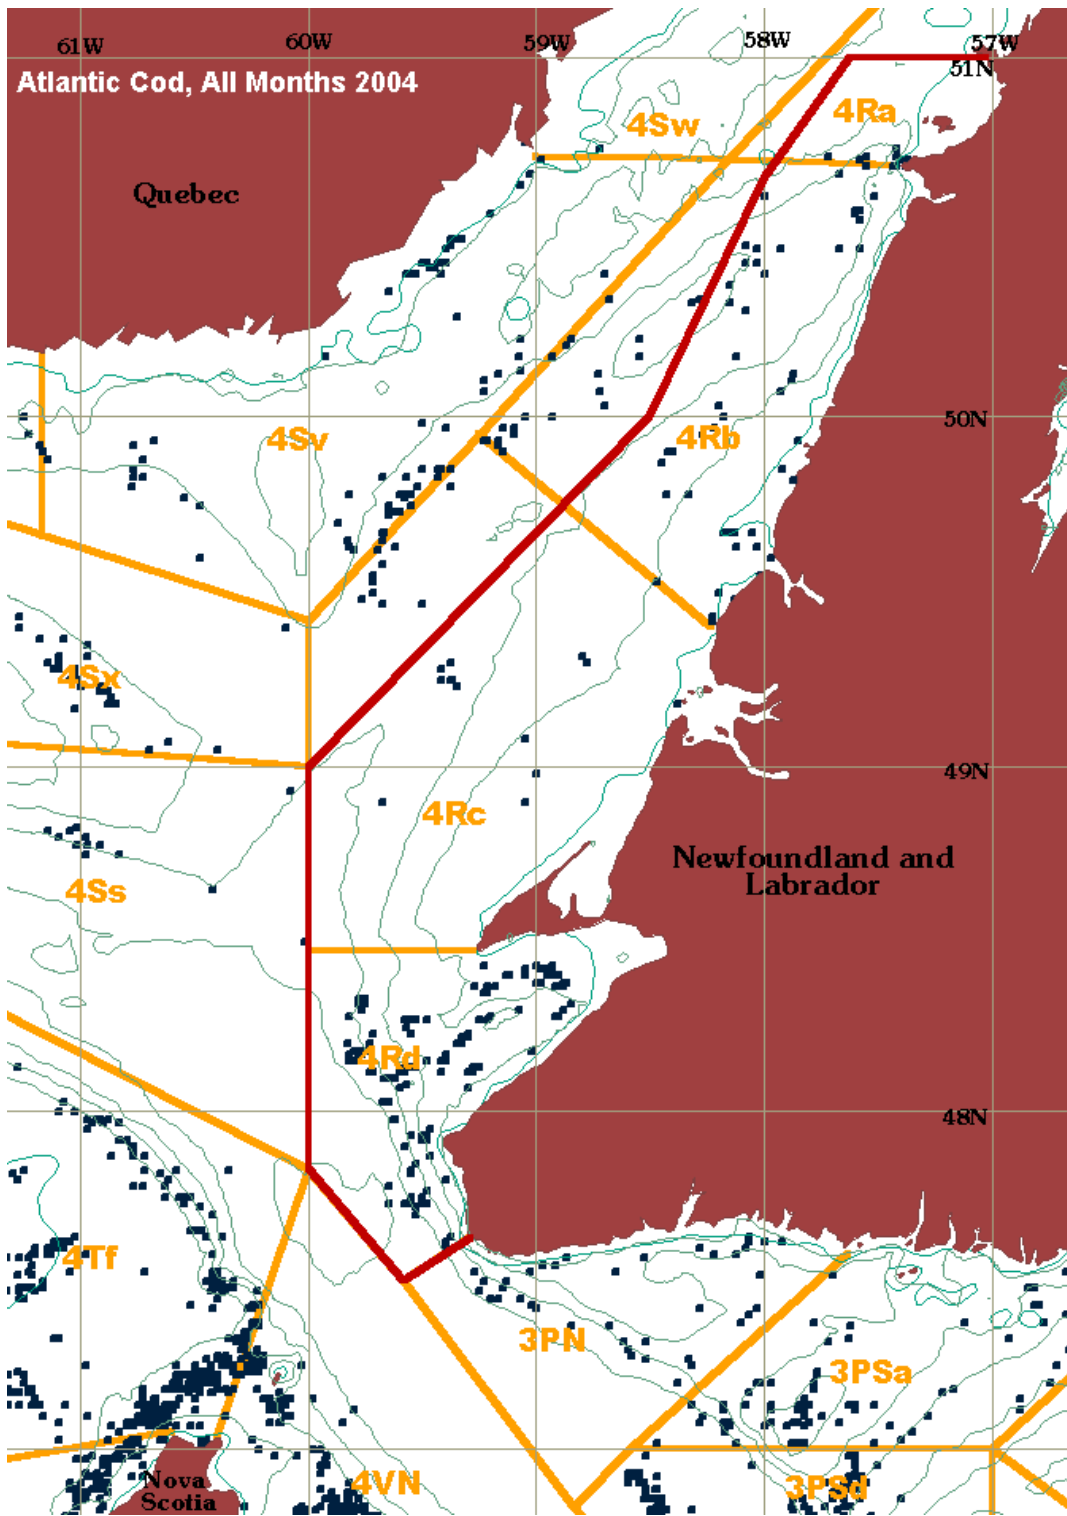 61W
60W
59W
58W
57W
51N
Atlantic Cod, All Months 2004
4Sw
4Ra
Quebec
4Sv
4Rb
50N
4Sx
49N
4Rc
Newfoundland and
Labrador
4Ss
4Rd
48N
4Tf
3PN
3PSa
Nova
Scotia
4VN
3PSd